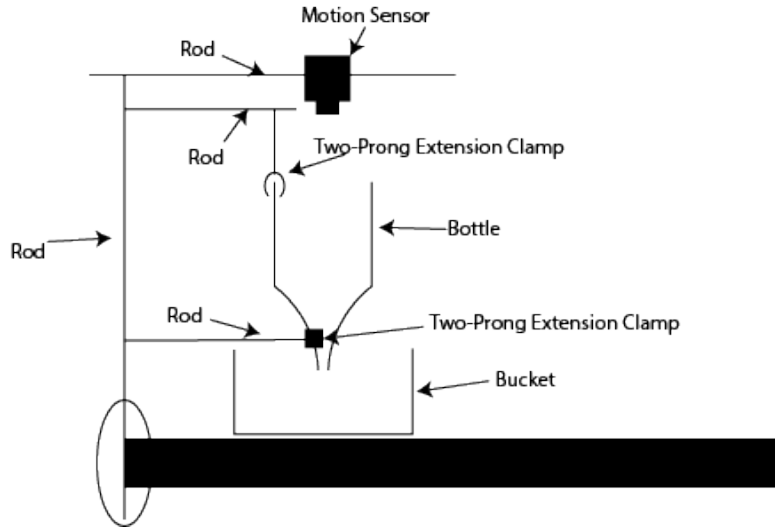 Motion Sensor
Rod
Two-Prong Extension Clamp
Rod
Bottle
Rod
Rod
Two-Prong Extension Clamp
Bucket